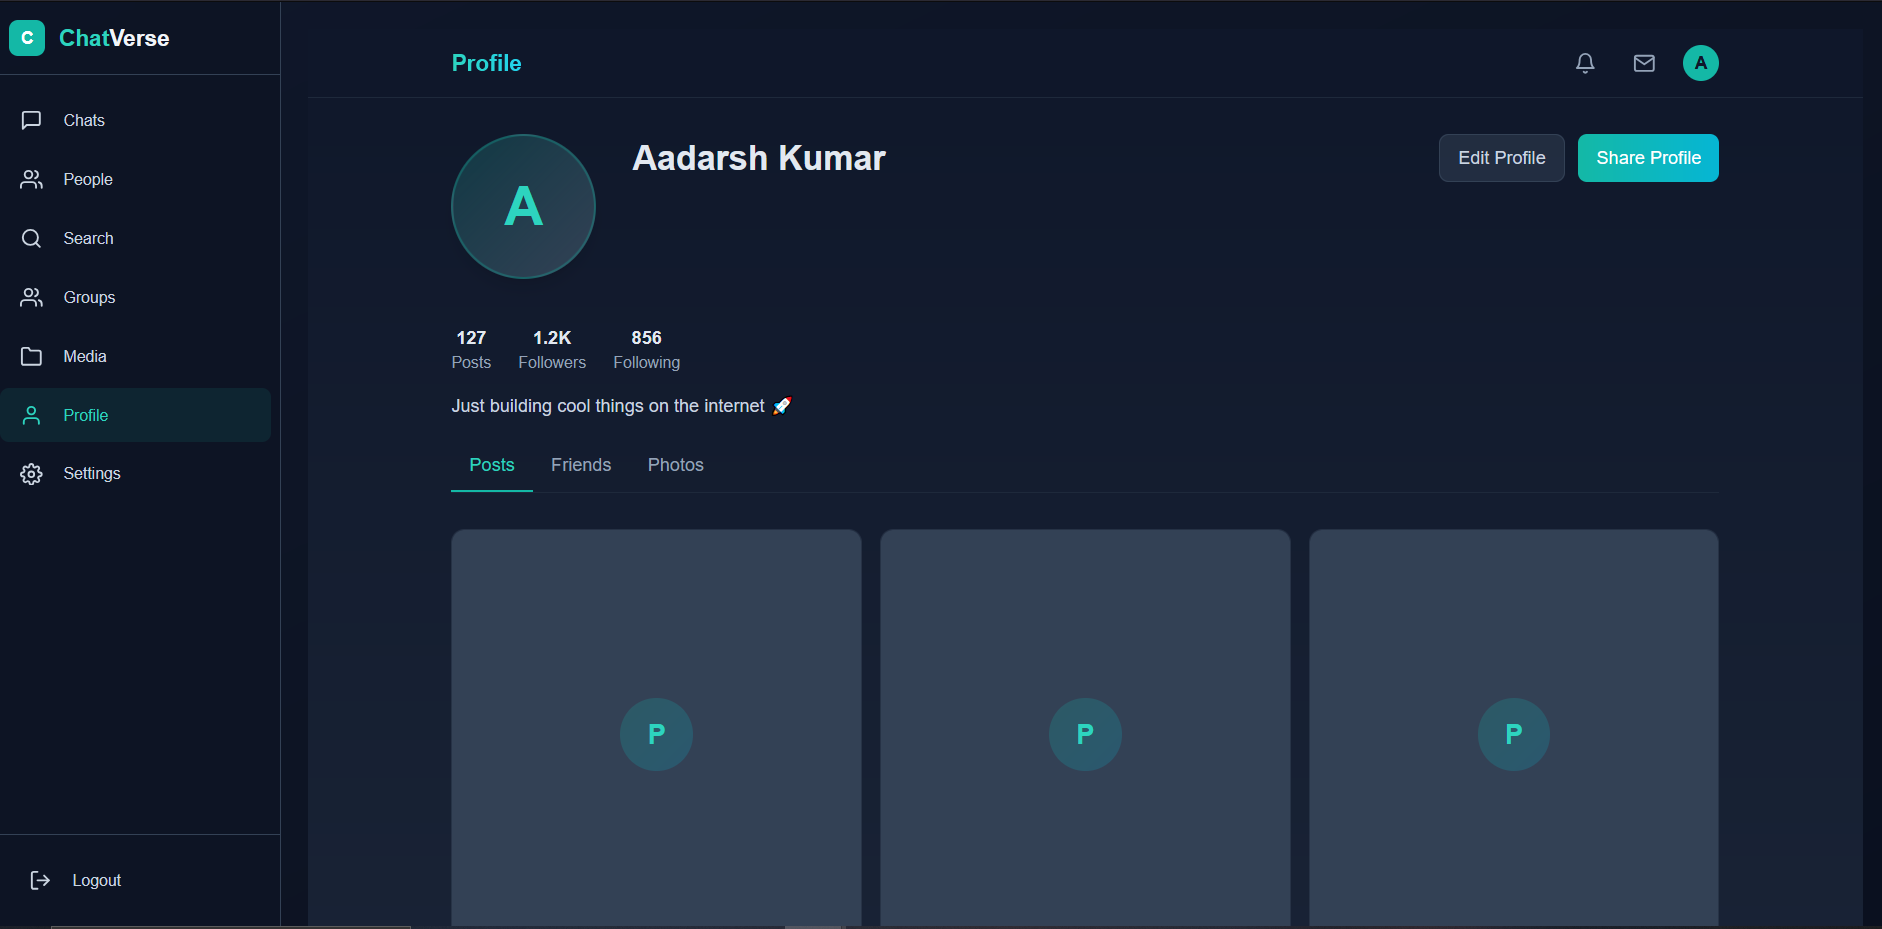 C ChatVerse
Chats
People
Search
Groups
Media
Profile
Settings
Logout
Profile
A
A
Aadarsh Kumar
Edit Profile
Share Profile
127 1.2K 856
Posts Followers Following
Just building cool things on the internet 🚀
Posts Friends Photos
P P P